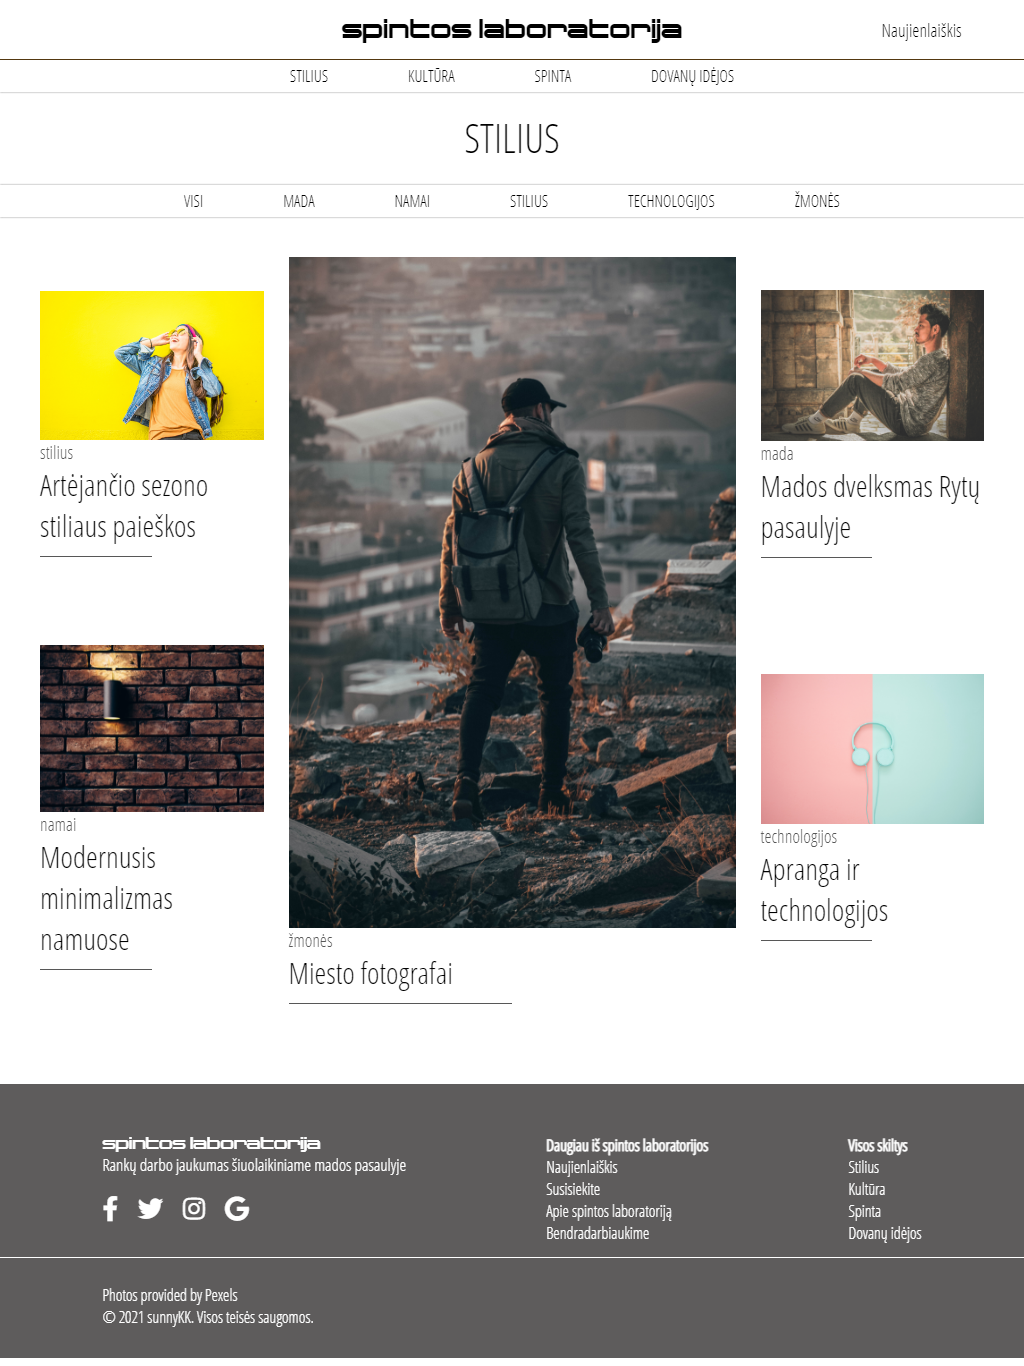 spintos laboratorija
Naujienlaiškis
STILIUS KULTŪRA SPINTA DOVANŲ IDĖJOS
STILIUS
VISI MADA NAMAI STILIUS TECHNOLOGIJOS ŽMONĖS
stilius
Artėjančio sezono
stiliaus paieškos
namai
Modernusis
minimalizmas
namuose
žmonės
Miesto fotografai
mada
Mados dvelksmas Rytų
pasaulyje
technologijos
Apranga ir
technologijos
spintos laboratorija
Rankų darbo jaukumas šiuolaikiniame mados pasaulyje
Daugiau iš spintos laboratorijos
Naujienlaiškis
Susisiekite
Apie spintos laboratoriją
Bendradarbiaukime
Visos skiltys
Stilius
Kultūra
Spinta
Dovanų idėjos
Photos provided by Pexels
© 2021 sunnyKK. Visos teisės saugomos.